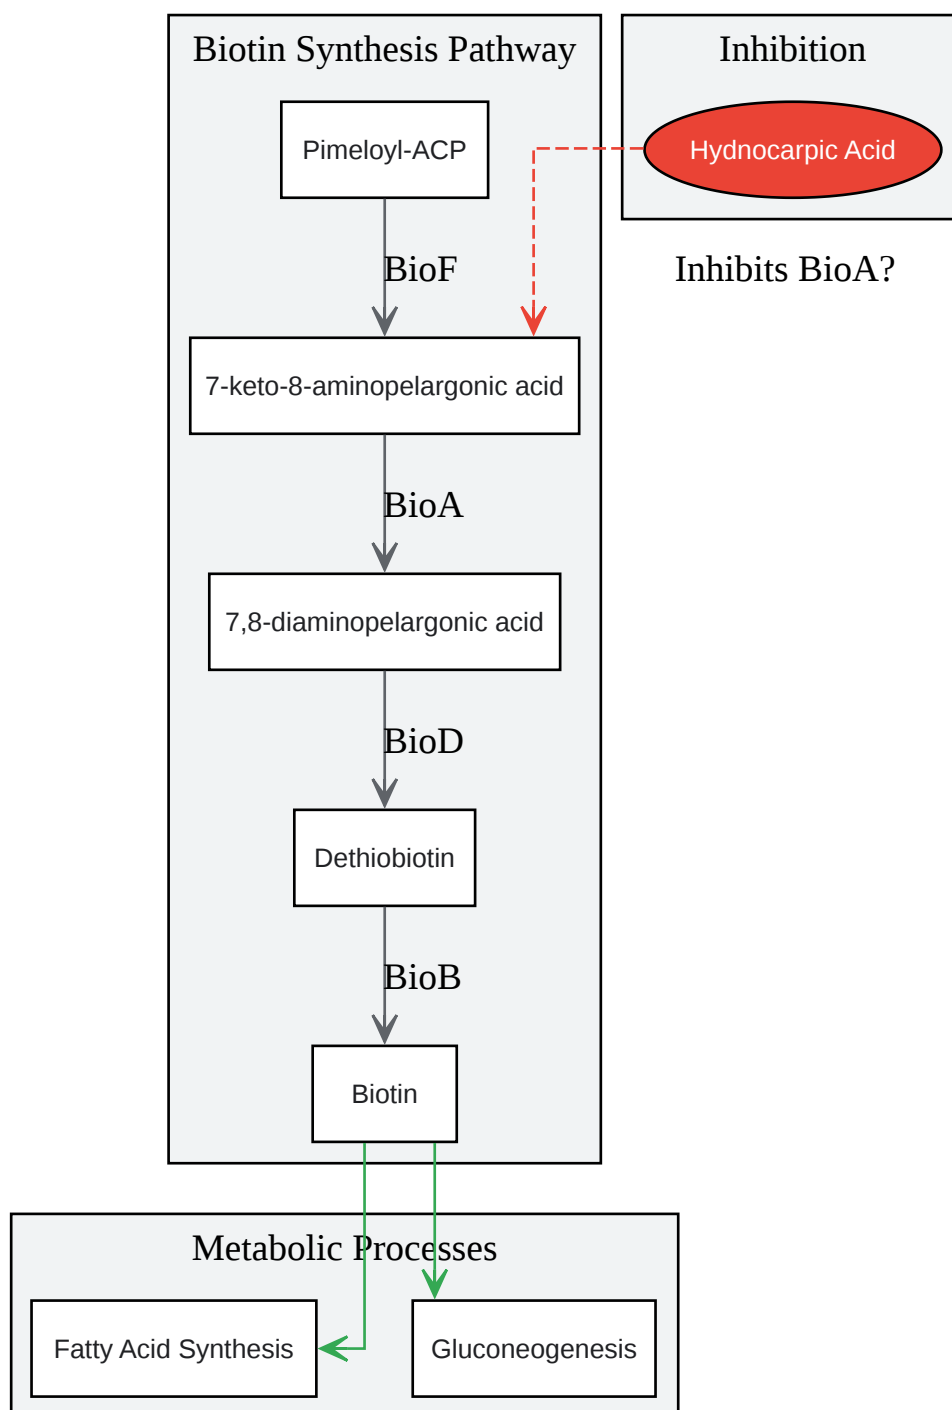 Biotin Synthesis Pathway
Inhibition
Pimeloyl-ACP
Hydnocarpic Acid
BioF
Inhibits BioA?
7-keto-8-aminopelargonic acid
BioA
7,8-diaminopelargonic acid
BioD
Dethiobiotin
BioB
Biotin
Metabolic Processes
Fatty Acid Synthesis
Gluconeogenesis